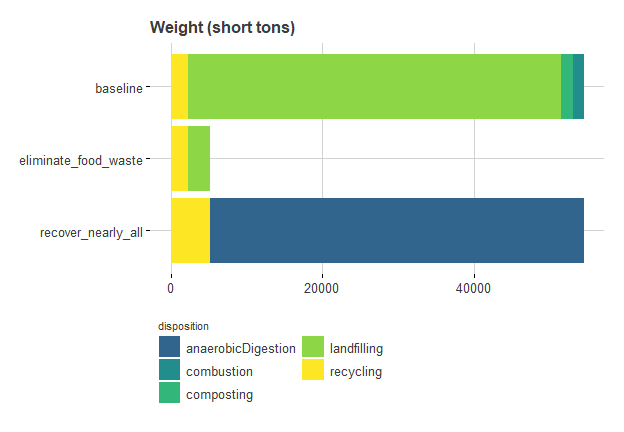 Weight (short tons)
baseline
eliminate_food_waste
recover_nearly_all
0 20000 40000
disposition
anaerobicDigestion landfilling
combustion recycling
composting